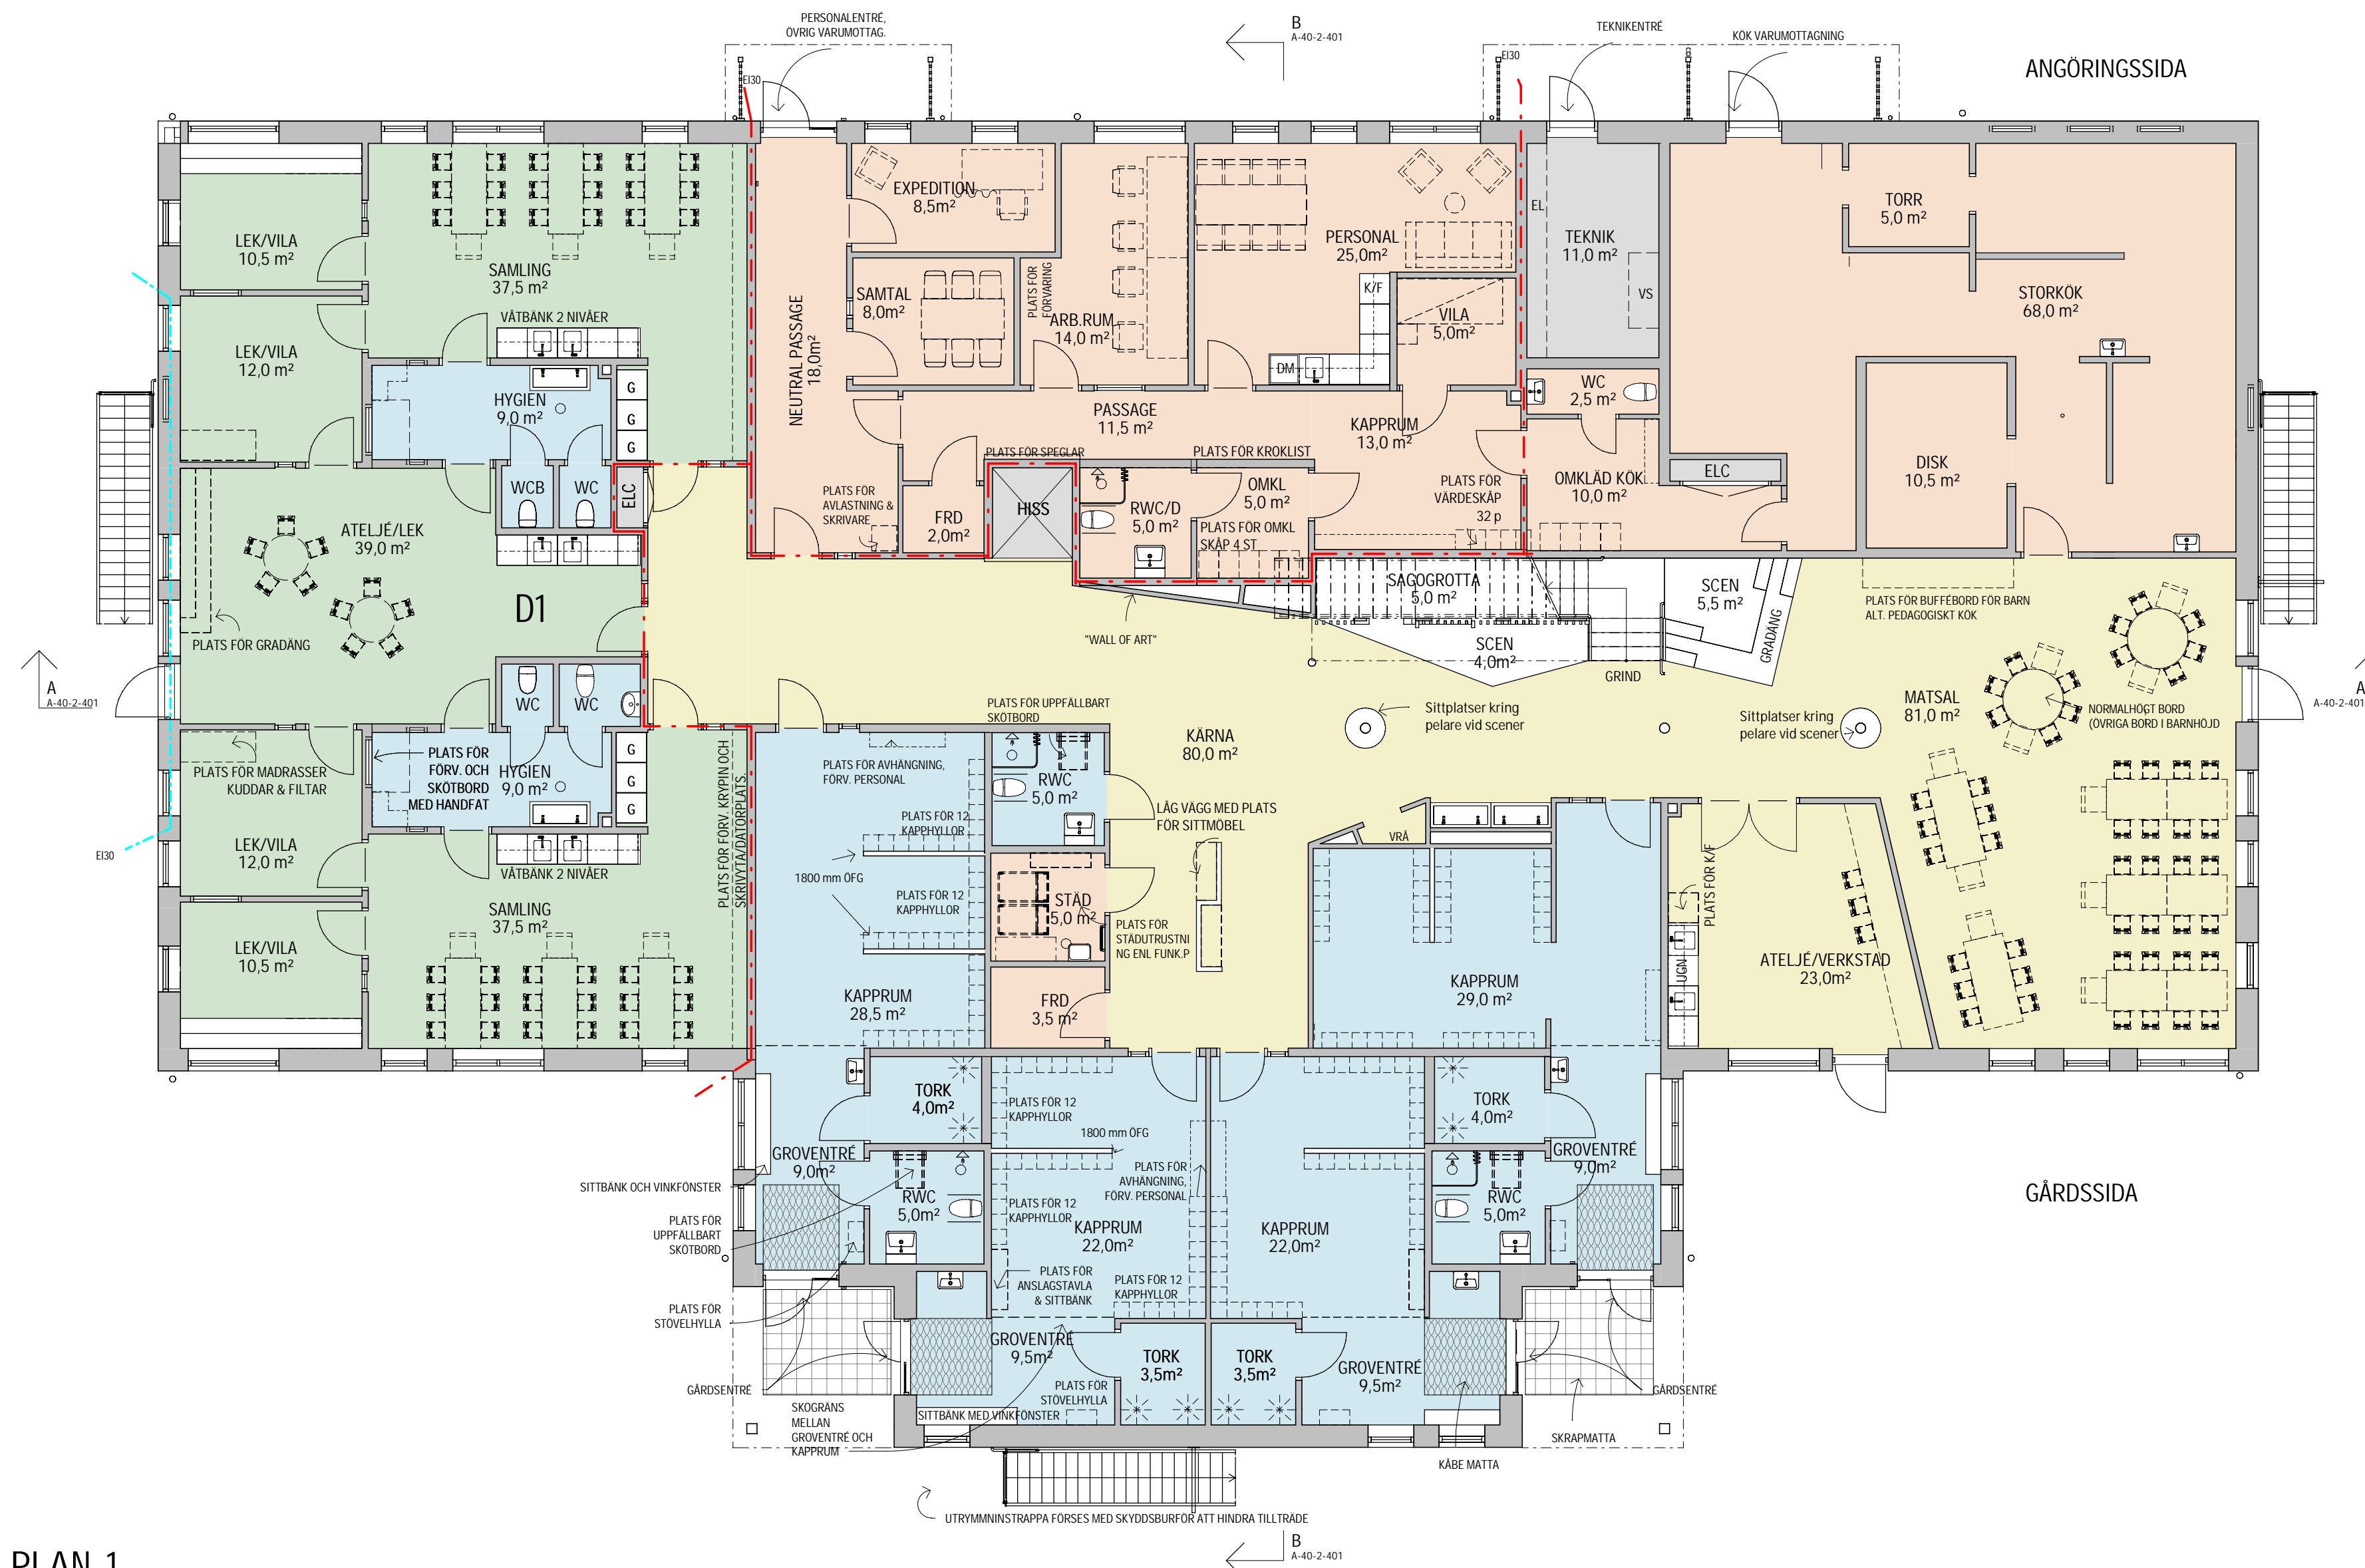 PERSONALENTRÉ,
ÖVRIG VARUMOTTAG.
B
A-40-2-401
TEKNIKENTRÉ
KÖK VARUMOTTAGNING
ANGÖRINGSSIDA
EI30
EI30
LEK/VILA
10,5 m²
SAMLING
37,5 m²
VÅTBÄNK 2 NIVÅER
LEK/VILA
12,0 m²
HYGIEN
9,0 m²
G
G
G
WCB
WC
ELC
NEUTRAL PASSAGE
18,0m²
EXPEDITION
8,5m²
SAMTAL
8,0m²
PLATS FÖR
FÖRVARING
ARB.RUM
14,0 m²
PERSONAL
25,0m²
K/F
DM
VILA
5,0m²
EL
TEKNIK
11,0 m²
VS
TORR
5,0 m²
STORKÖK
68,0 m²
WC
2,5 m²
PASSAGE
11,5 m²
KAPPRUM
13,0 m²
PLATS FÖR SPEGLAR
PLATS FÖR KROKLIST
PLATS FÖR
AVLASTNING &
SKRIVARE
FRD
2,0m²
HISS
RWC/D
5,0 m²
OMKL
5,0 m²
PLATS FÖR OMKL
SKÅP 4 ST
PLATS FÖR
VÄRDESKÅP
32 p
OMKLÄD KÖK
10,0 m²
ELC
DISK
10,5 m²
ATELJÉ/LEK
39,0 m²
D1
PLATS FÖR GRADÄNG
"WALL OF ART"
SAGOGROTTA
5,0 m²
SCEN
4,0m²
SCEN
5,5 m²
GRADÄNG
GRIND
PLATS FÖR BUFFÉBORD FÖR BARN
ALT. PEDAGOGISKT KÖK
A
A-40-2-401
A
A-40-2-401
WC
WC
PLATS FÖR UPPFÄLLBART
SKÖTBORD
KÄRNA
80,0 m²
Sittplatser kring
pelare vid scener
Sittplatser kring
pelare vid scener
MATSAL
81,0 m²
NORMALHÖGT BORD
(ÖVRIGA BORD I BARNHÖJD
PLATS FÖR MADRASSER
KUDDAR & FILTAR
PLATS FÖR
FÖRV. OCH
SKÖTBORD
MED HANDFAT
HYGIEN
9,0 m²
G
G
G
LEK/VILA
12,0 m²
VÅTBÄNK 2 NIVÅER
PLATS FÖR FÖRV. KRYPIN OCH
SKRIVYTA/DATORPLATS.
EI30
SAMLING
37,5 m²
LEK/VILA
10,5 m²
PLATS FÖR AVHÄNGNING,
FÖRV. PERSONAL
PLATS FÖR 12
KAPPHYLLOR
1800 mm ÖFG
PLATS FÖR 12
KAPPHYLLOR
KAPPRUM
28,5 m²
RWC
5,0 m²
STÄD
5,0 m²
PLATS FÖR
STÄDUTRUSTNI
NG ENL FUNK.P
FRD
3,5 m²
LÅG VÄGG MED PLATS
FÖR SITTMÖBEL
VRÅ
KAPPRUM
29,0 m²
PLATS FÖR K/F
UGN
ATELJÉ/VERKSTAD
23,0m²
TORK
4,0m²
GROVENTRÉ
9,0m²
SITTBÄNK OCH VINKFÖNSTER
RWC
5,0m²
PLATS FÖR
UPPFÄLLBART
SKÖTBORD
PLATS FÖR
STÖVELHYLLA
PLATS FÖR 12
KAPPHYLLOR
1800 mm ÖFG
PLATS FÖR
AVHÄNGNING,
FÖRV. PERSONAL
PLATS FÖR 12
KAPPHYLLOR
KAPPRUM
22,0m²
PLATS FÖR
ANSLAGSTAVLA
& SITTBÄNK
PLATS FÖR 12
KAPPHYLLOR
KAPPRUM
22,0m²
TORK
4,0m²
GROVENTRÉ
9,0m²
RWC
5,0m²
GÅRDSSIDA
GROVENTRÉ
9,5m²
TORK
3,5m²
TORK
3,5m²
GROVENTRÉ
9,5m²
PLATS FÖR
STÖVELHYLLA
GÅRDSENTRÉ
GÅRDSENTRÉ
SKOGRÄNS
MELLAN
GROVENTRÉ OCH
KAPPRUM
SITTBÄNK MED VINKFÖNSTER
SKRAPMATTA
KÅBE MATTA
UTRYMMNINSTRAPPA FÖRSES MED SKYDDSBURFÖR ATT HINDRA TILLTRÄDE
B
A-40-2-401
PLAN 1